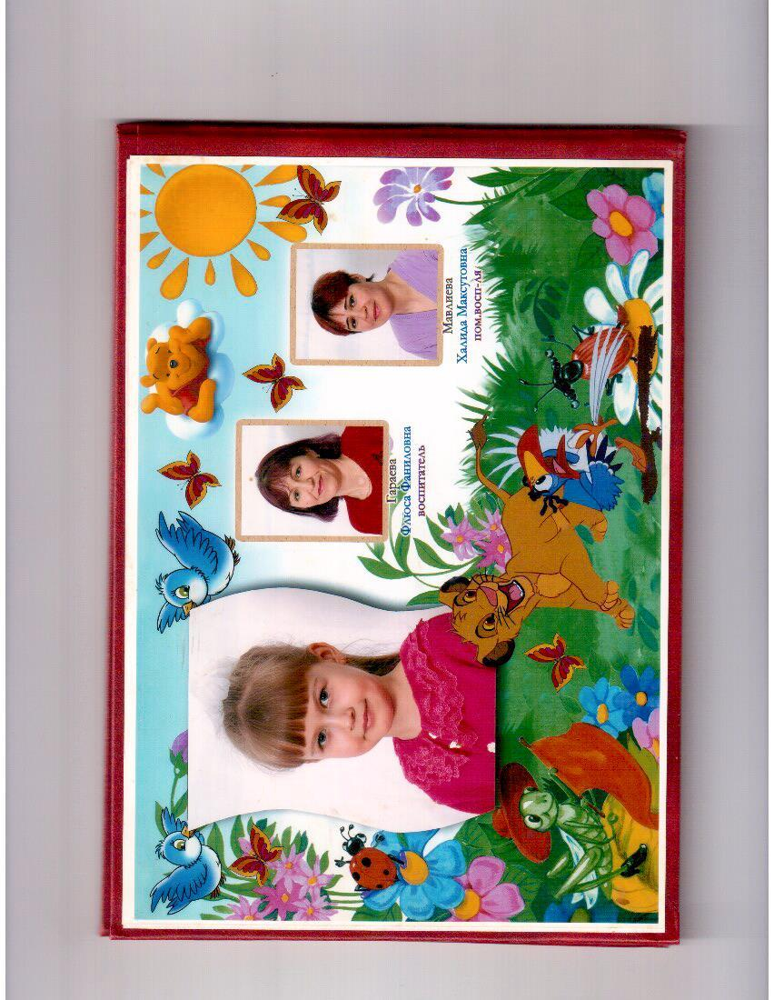 Мавлиева
Халида Максутовна
пом.восп-ля
Гараева
Флюса Фаниловна
воспитатель